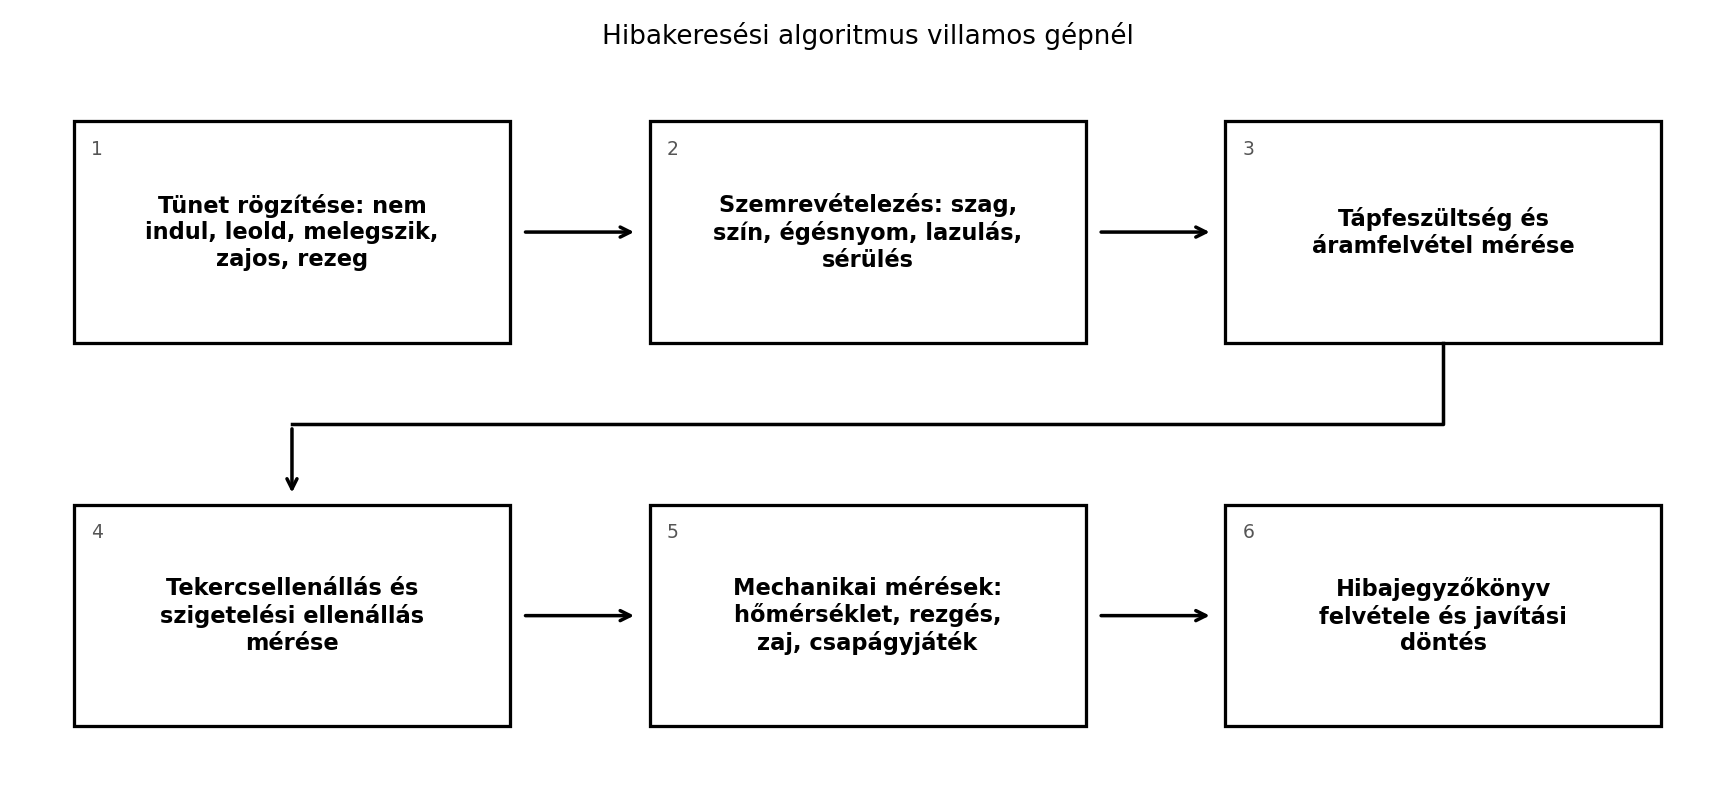 Hibakeresési algoritmus villamos gépnél
1
Tünet rögzítése: nem
indul, leold, melegszik,
zajos, rezeg
2
Szemrevételezés: szag,
szín, égésnyom, lazulás,
sérülés
3
Tápfeszültség és
áramfelvétel mérése
4
Tekercsellenállás és
szigetelési ellenállás
mérése
5
Mechanikai mérések:
hőmérséklet, rezgés,
zaj, csapágyjáték
6
Hibajegyzőkönyv
felvétele és javítási
döntés